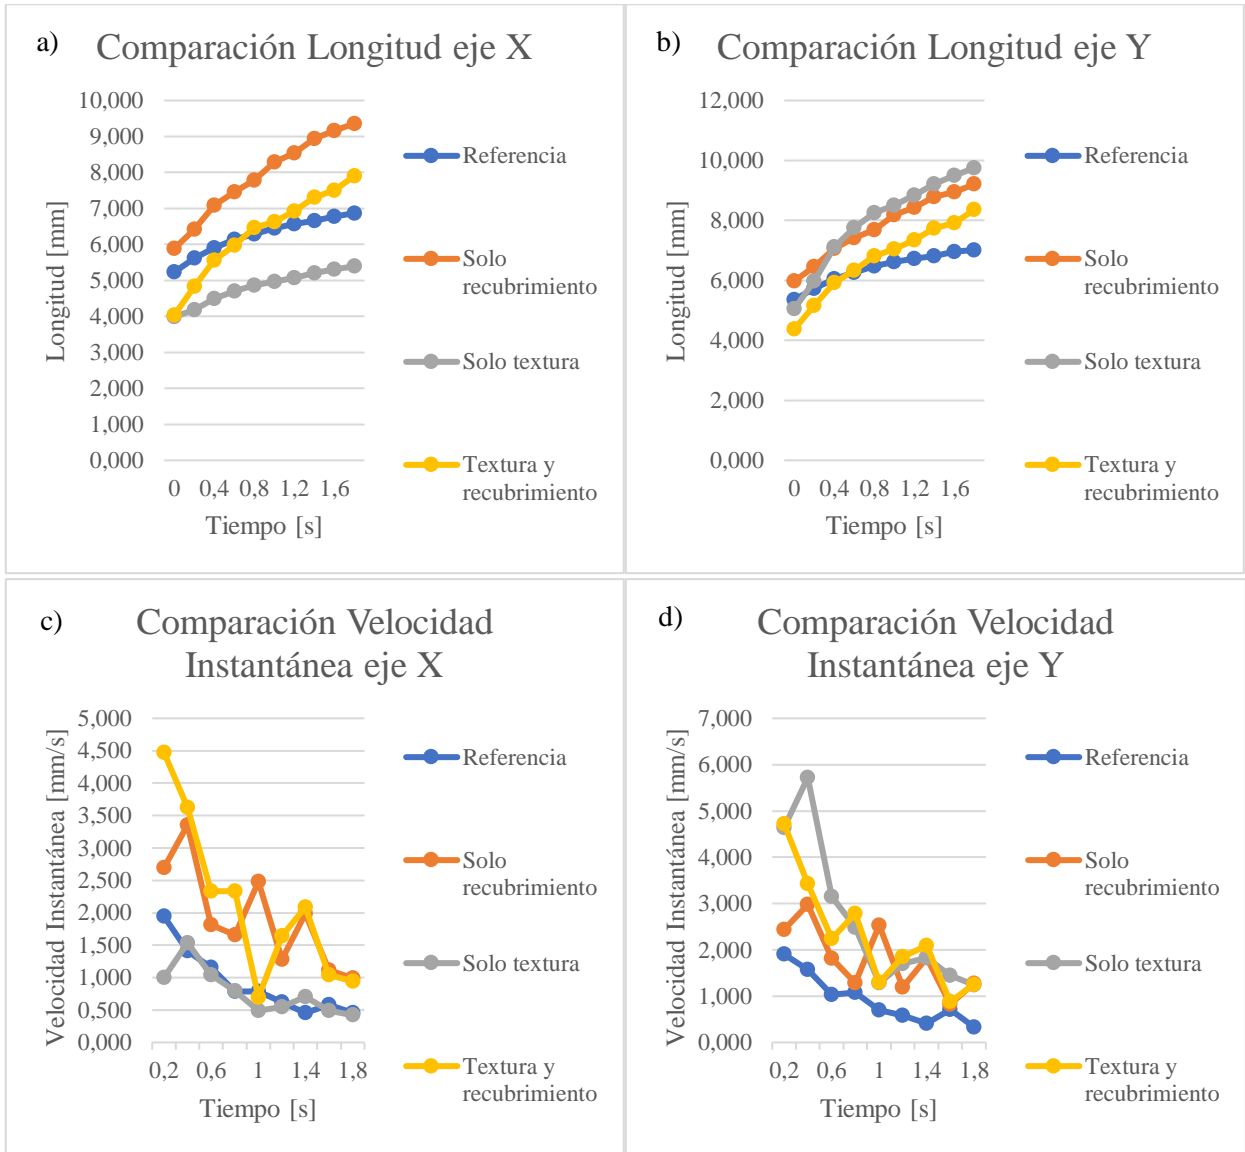 a) Comparación Longitud eje X
10,000
9,000
8,000
7,000
6,000
5,000
4,000
3,000
2,000
1,000
0,000
Longitud [mm]
0 0,4 0,8 1,2 1,6
Tiempo [s]
Referencia
Solo
recubrimiento
Solo textura
Textura y
recubrimiento
b) Comparación Longitud eje Y
12,000
10,000
8,000
6,000
4,000
2,000
0,000
Longitud [mm]
0 0,4 0,8 1,2 1,6
Tiempo [s]
Referencia
Solo
recubrimiento
Solo textura
Textura y
recubrimiento
c) Comparación Velocidad
Instantánea eje X
5,000
4,500
4,000
3,500
3,000
2,500
2,000
1,500
1,000
0,500
0,000
Velocidad Instantánea [mm/s]
0,2 0,6 1 1,4 1,8
Tiempo [s]
Referencia
Solo
recubrimiento
Solo textura
Textura y
recubrimiento
d) Comparación Velocidad
Instantánea eje Y
7,000
6,000
5,000
4,000
3,000
2,000
1,000
0,000
Velocidad Instantánea [mm/s]
0,2 0,6 1 1,4 1,8
Tiempo [s]
Referencia
Solo
recubrimiento
Solo textura
Textura y
recubrimiento